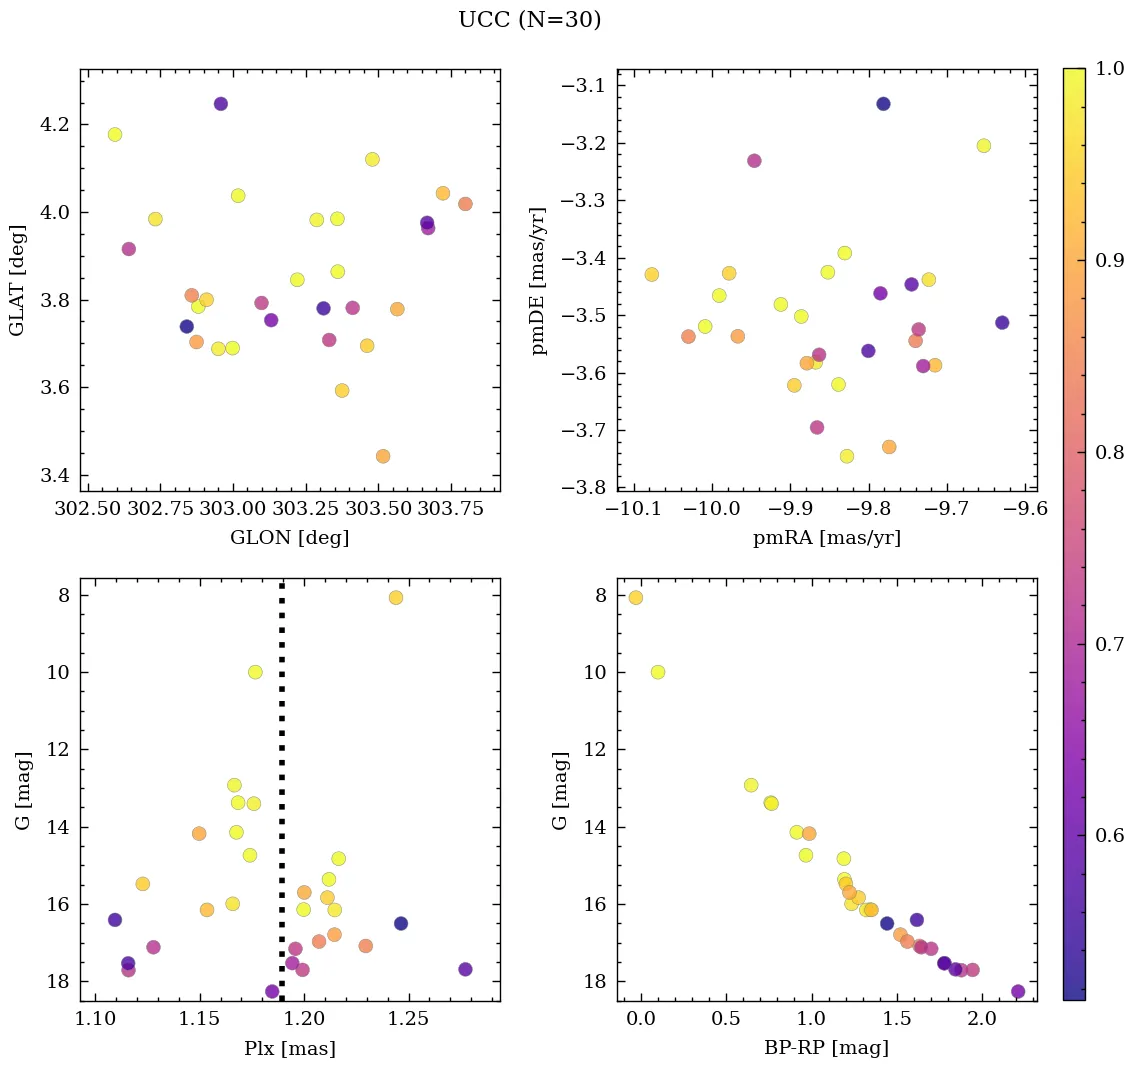 UCC (N=30)
4.2
4.0
3.8
3.6
3.4
GLAT [deg]
302.50 302.75 303.00 303.25 303.50 303.75
GLON [deg]
−3.1
−3.2
−3.3
−3.4
−3.5
−3.6
−3.7
−3.8
pmDE [mas/yr]
−10.1 −10.0 −9.9 −9.8 −9.7 −9.6
pmRA [mas/yr]
8
10
12
14
16
18
G [mag]
1.10 1.15 1.20 1.25
Plx [mas]
8
10
12
14
16
18
G [mag]
0.0 0.5 1.0 1.5 2.0
BP-RP [mag]
1.0
0.9
0.8
0.7
0.6